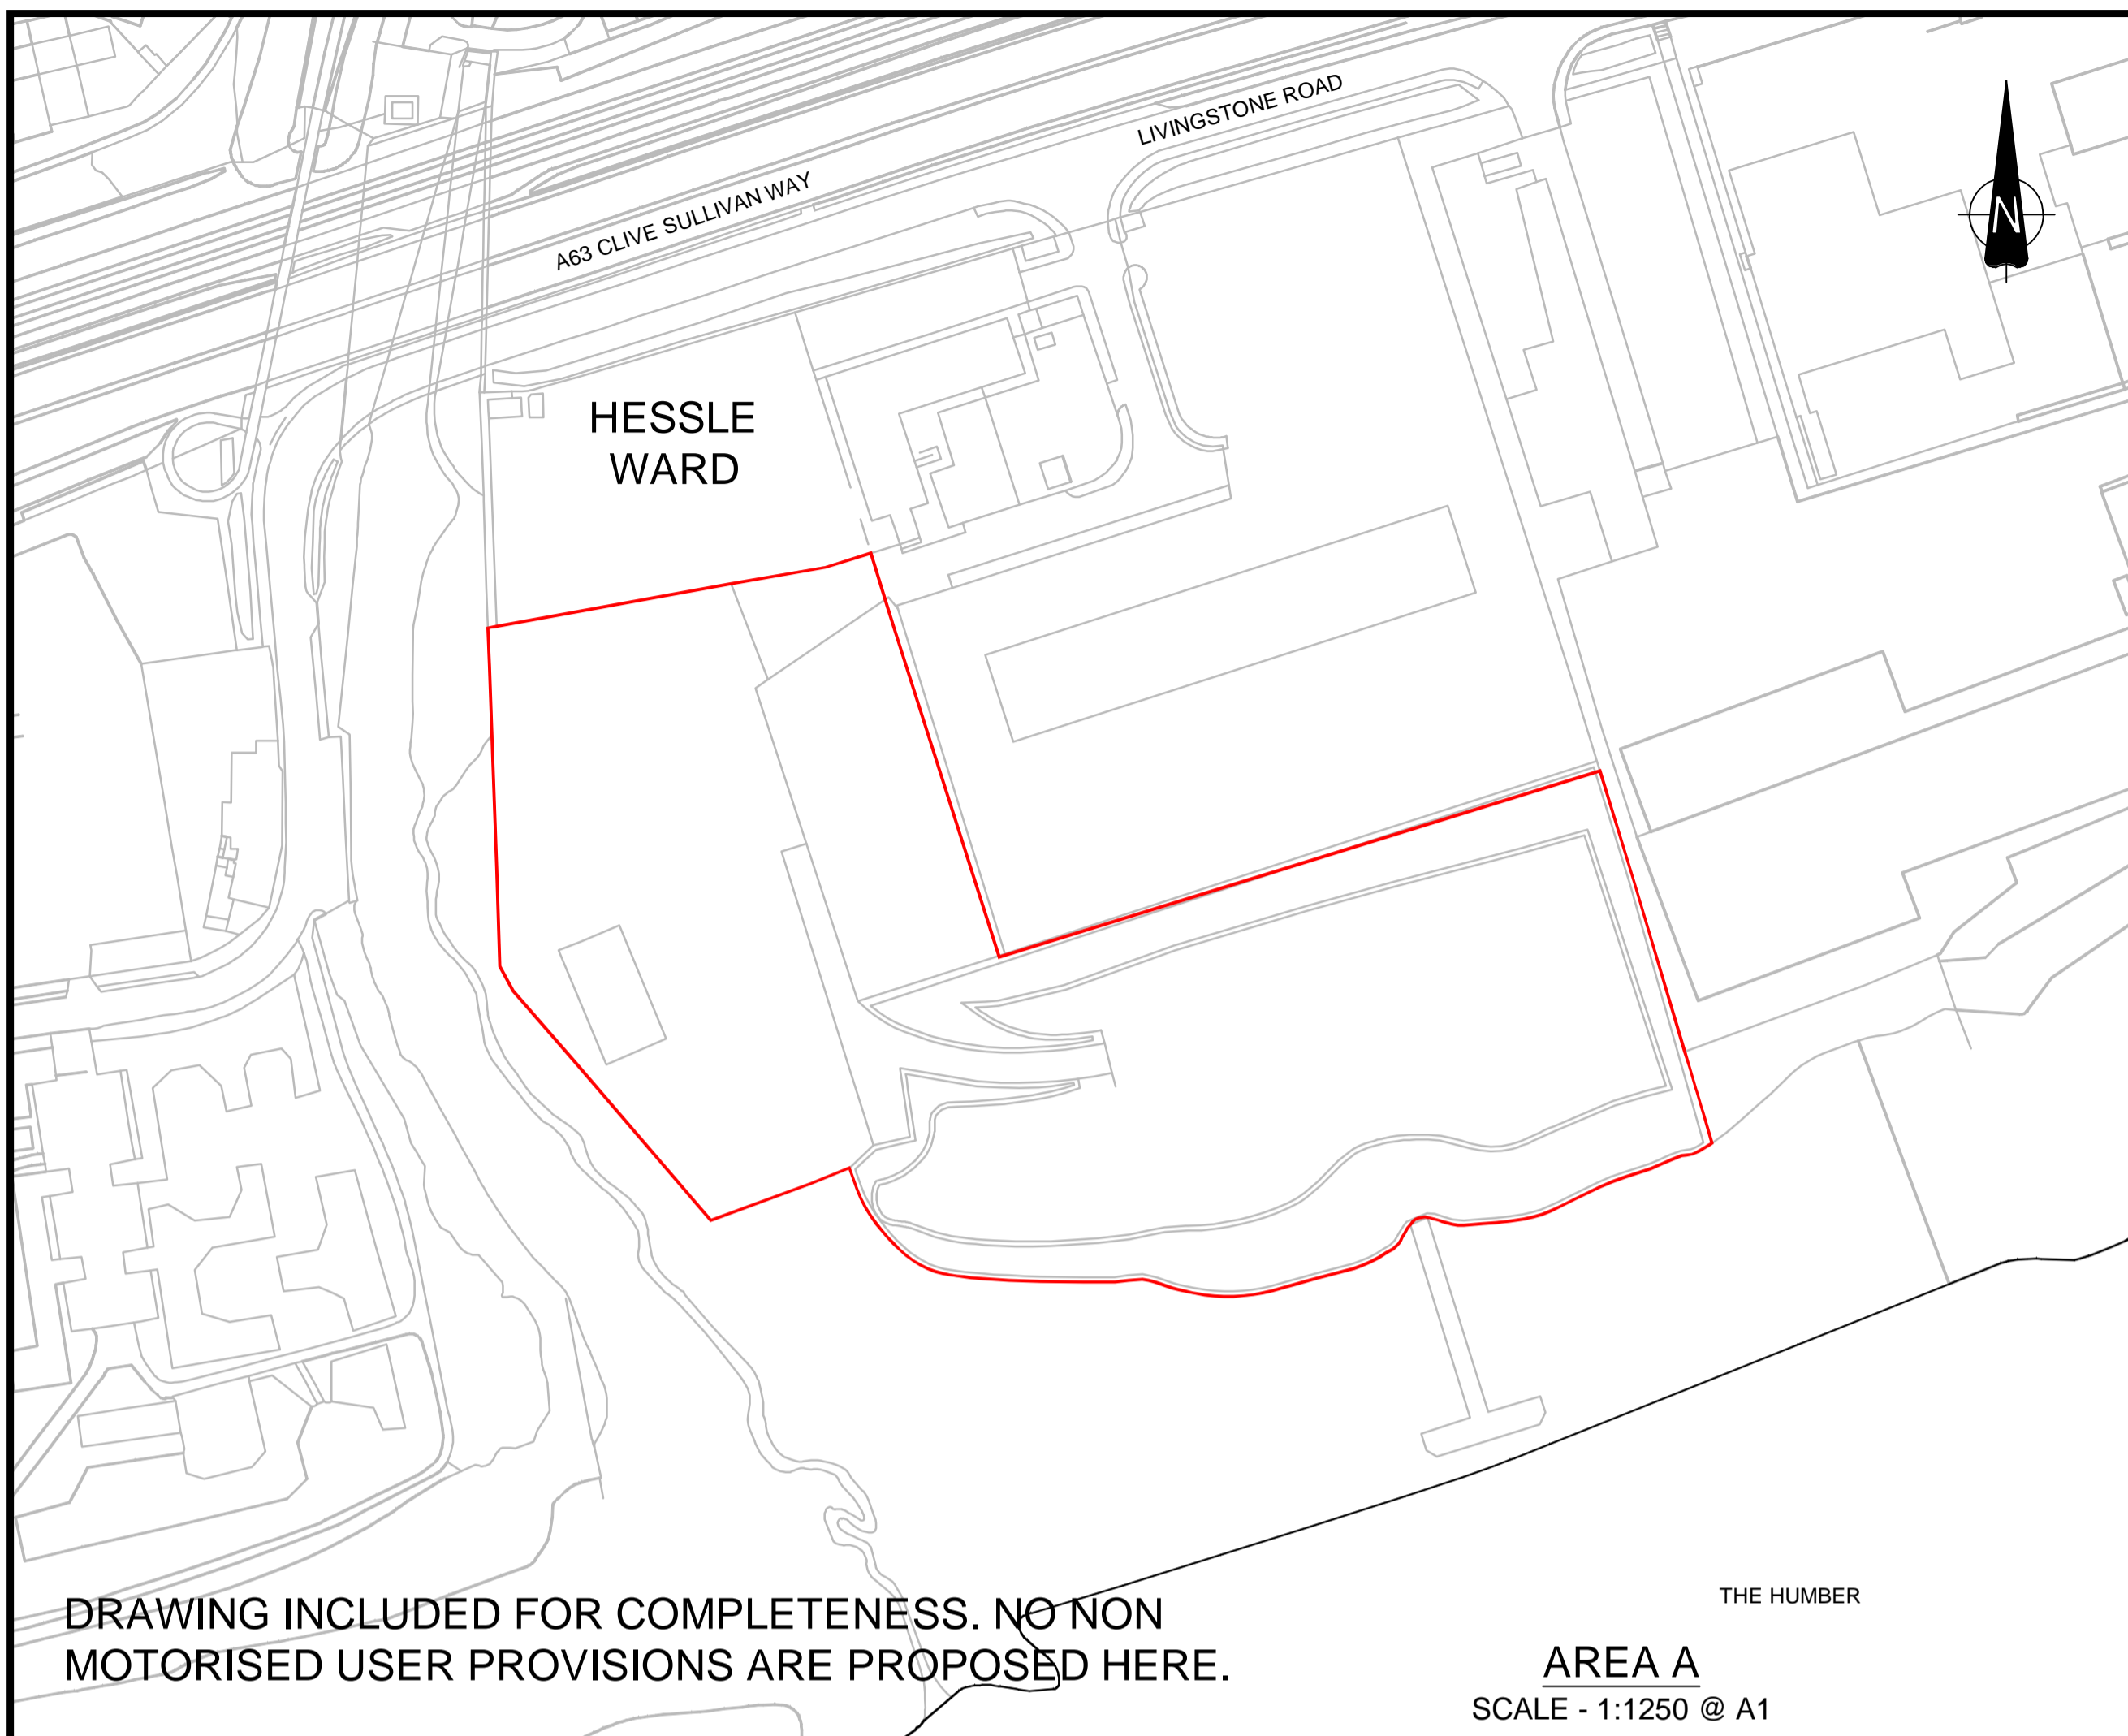 LIVINGSTONE ROAD
A63 CLIVE SULLIVAN WAY
N
HESSLE
WARD
DRAWING INCLUDED FOR COMPLETENESS. NO NON
MOTORISED USER PROVISIONS ARE PROPOSED HERE.
THE HUMBER
AREA A
SCALE - 1:1250 @ A1